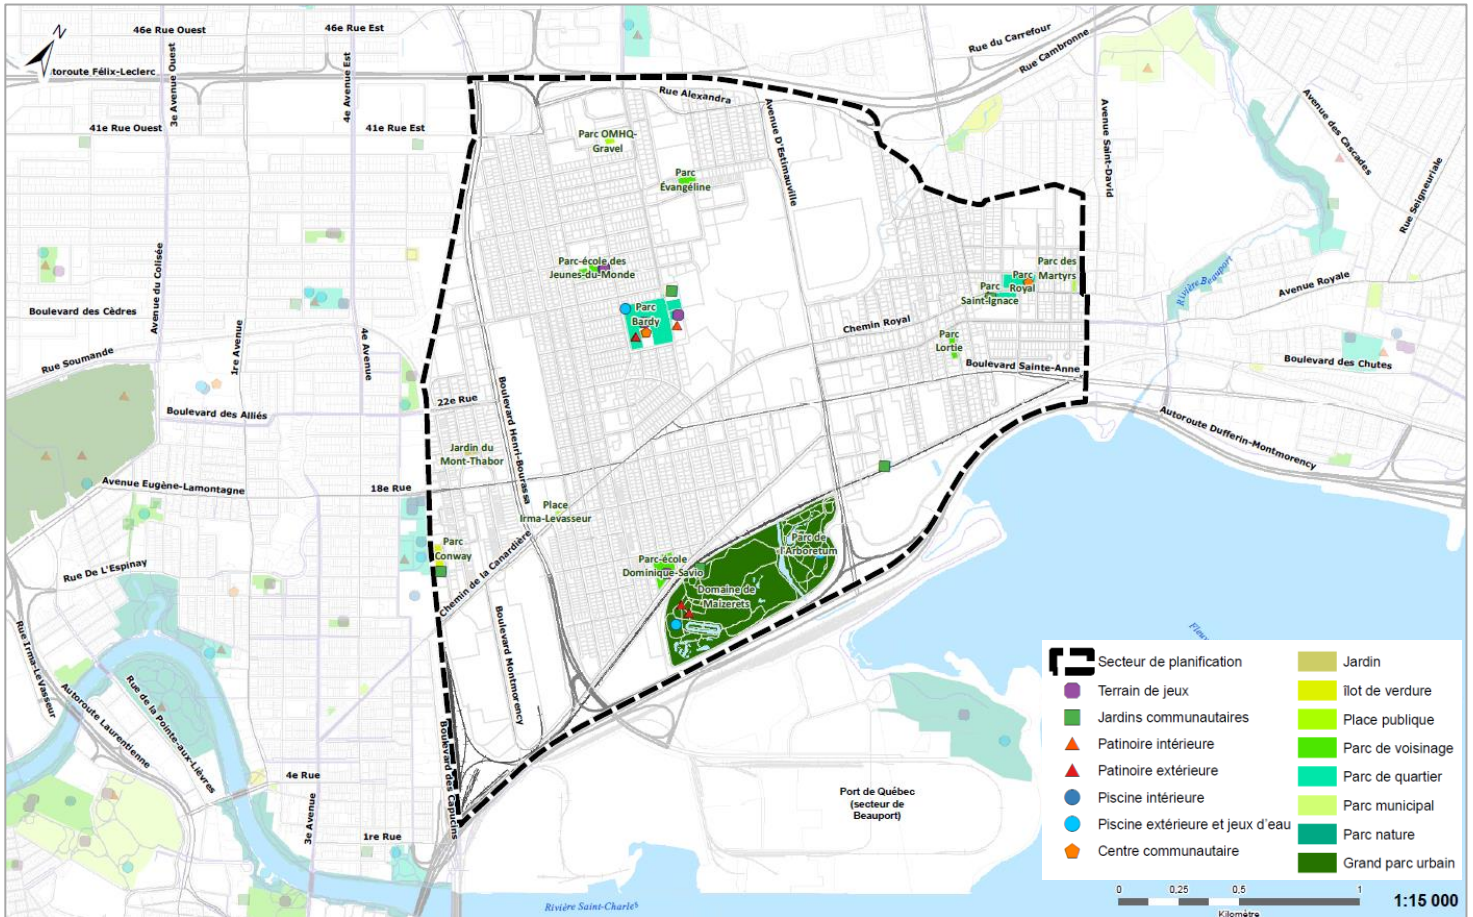 N
46e Rue Ouest
46e Rue Est
Rue du Carrefour
Rue Cambronne
utoroute Félix-Leclerc
3e Avenue Ouest
4e Avenue Est
Rue Alexandra
Avenue D'Estimauville
Avenue Saint-David
Avenue des Cascades
41e Rue Ouest
41e Rue Est
Parc OMHQ-
Gravel
Parc
Évangéline
Rue Seigneuriale
Avenue du Colisée
Parc-école des
Jeunes-du-Monde
Parc des
Martyrs
Parc
Royal
Parc
Saint-Ignace
Rivière Beauport
Avenue Royale
Boulevard des Cèdres
Parc
Bardy
Chemin Royal
Parc
Lortie
1re Avenue
4e Avenue
Rue Soumande
Boulevard Sainte-Anne
Boulevard des Chutes
22e Rue
Boulevard des Alliés
Boulevard Henri-Bourassa
Autoroute Dufferin-Montmorency
Jardin du
Mont-Thabor
Avenue Eugène-Lamontagne
18e Rue
Place
Irma-Levasseur
Parc de
l'Arboretum
Parc
Conway
Chemin de la Canardière
Parc-école
Dominique-Savio
Rue De L'Espinay
Domaine de
Maizerets
Boulevard Montmorency
Rue Irma-LeVasseur
Autoroute Laurentienne
Rue de la Pointe-aux-Lièvres
Boulevard des Capucins
4e Rue
3e Avenue
1re Rue
Port de Québec
(secteur de
Beauport)
Rivière Saint-Charles
Secteur de planification
Terrain de jeux
Jardins communautaires
Patinoire intérieure
Patinoire extérieure
Piscine intérieure
Piscine extérieure et jeux d'eau
Centre communautaire
Jardin
Îlot de verdure
Place publique
Parc de voisinage
Parc de quartier
Parc municipal
Parc nature
Grand parc urbain
0 0,25 0,5 1
Kilomètre
1:15 000